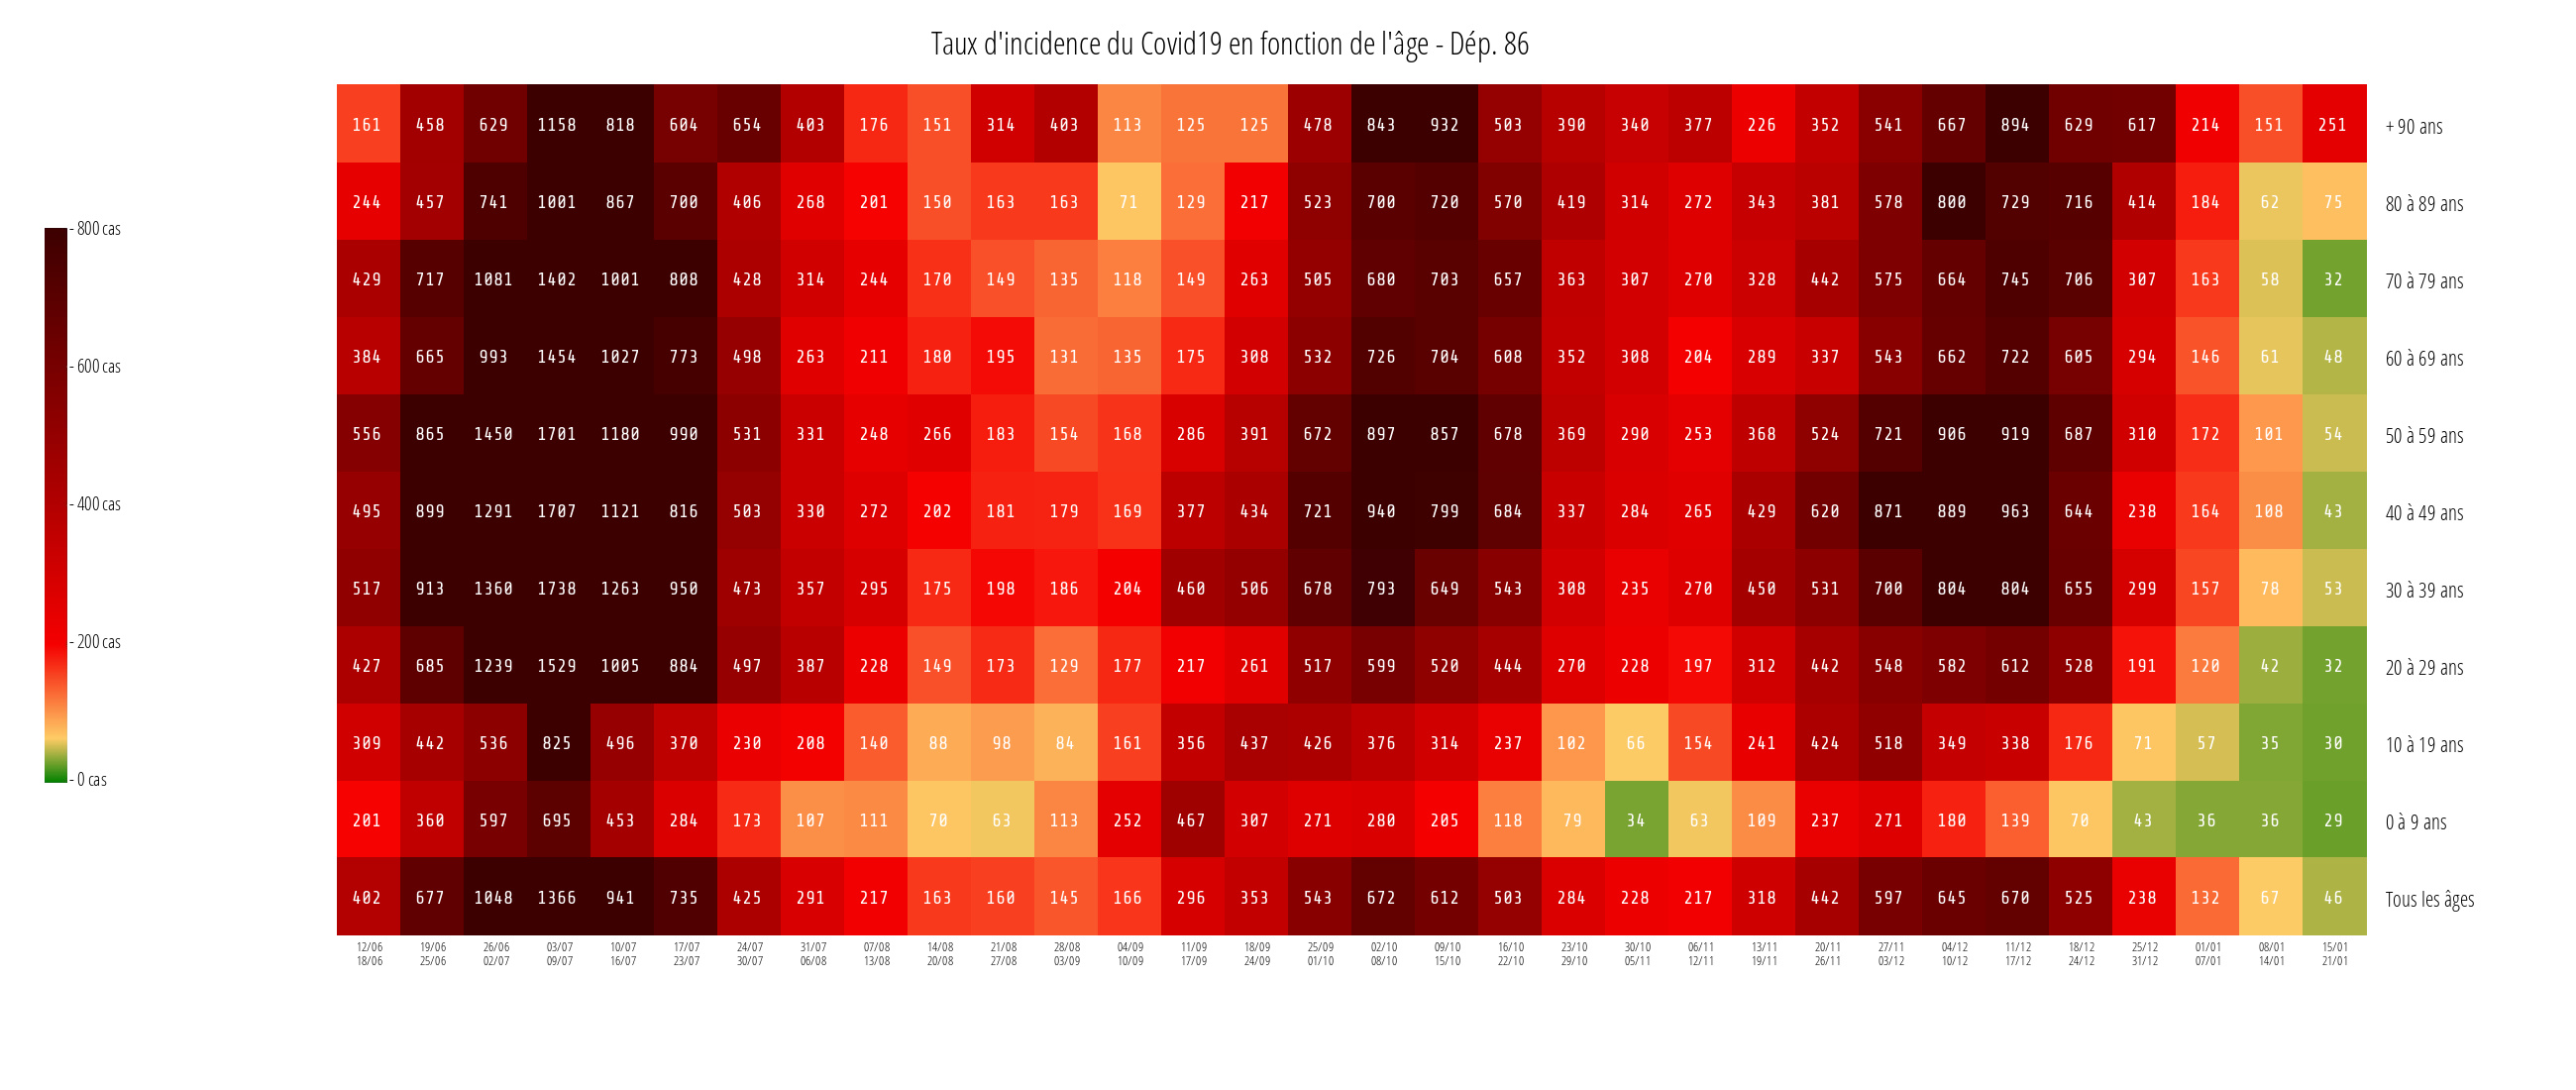 Taux d'incidence du Covid19 en fonction de l'âge - Dép. 86
- 800 cas
- 600 cas
- 400 cas
- 200 cas
- 0 cas
161 458 629 1158 818 604 654 403 176 151 314 403 113 125 125 478 843 932 503 390 340 377 226 352 541 667 894 629 617 214 151 251 + 90 ans
244 457 741 1001 867 700 406 268 201 150 163 163 71 129 217 523 700 720 570 419 314 272 343 381 578 800 729 716 414 184 62 75 80 à 89 ans
429 717 1081 1402 1001 808 428 314 244 170 149 135 118 149 263 505 680 703 657 363 307 270 328 442 575 664 745 706 307 163 58 32 70 à 79 ans
384 665 993 1454 1027 773 498 263 211 180 195 131 135 175 308 532 726 704 608 352 308 204 289 337 543 662 722 605 294 146 61 48 60 à 69 ans
556 865 1450 1701 1180 990 531 331 248 266 183 154 168 286 391 672 897 857 678 369 290 253 368 524 721 906 919 687 310 172 101 54 50 à 59 ans
495 899 1291 1707 1121 816 503 330 272 202 181 179 169 377 434 721 940 799 684 337 284 265 429 620 871 889 963 644 238 164 108 43 40 à 49 ans
517 913 1360 1738 1263 950 473 357 295 175 198 186 204 460 506 678 793 649 543 308 235 270 450 531 700 804 804 655 299 157 78 53 30 à 39 ans
427 685 1239 1529 1005 884 497 387 228 149 173 129 177 217 261 517 599 520 444 270 228 197 312 442 548 582 612 528 191 120 42 32 20 à 29 ans
309 442 536 825 496 370 230 208 140 88 98 84 161 356 437 426 376 314 237 102 66 154 241 424 518 349 338 176 71 57 35 30 10 à 19 ans
201 360 597 695 453 284 173 107 111 70 63 113 252 467 307 271 280 205 118 79 34 63 109 237 271 180 139 70 43 36 36 29 0 à 9 ans
402 677 1048 1366 941 735 425 291 217 163 160 145 166 296 353 543 672 612 503 284 228 217 318 442 597 645 670 525 238 132 67 46 Tous les âges
12/06 19/06 26/06 03/07 10/07 17/07 24/07 31/07 07/08 14/08 21/08 28/08 04/09 11/09 18/09 25/09 02/10 09/10 16/10 23/10 30/10 06/11 13/11 20/11 27/11 04/12 11/12 18/12 25/12 01/01 08/01 15/01
18/06 25/06 02/07 09/07 16/07 23/07 30/07 06/08 13/08 20/08 27/08 03/09 10/09 17/09 24/09 01/10 08/10 15/10 22/10 29/10 05/11 12/11 19/11 26/11 03/12 10/12 17/12 24/12 31/12 07/01 14/01 21/01